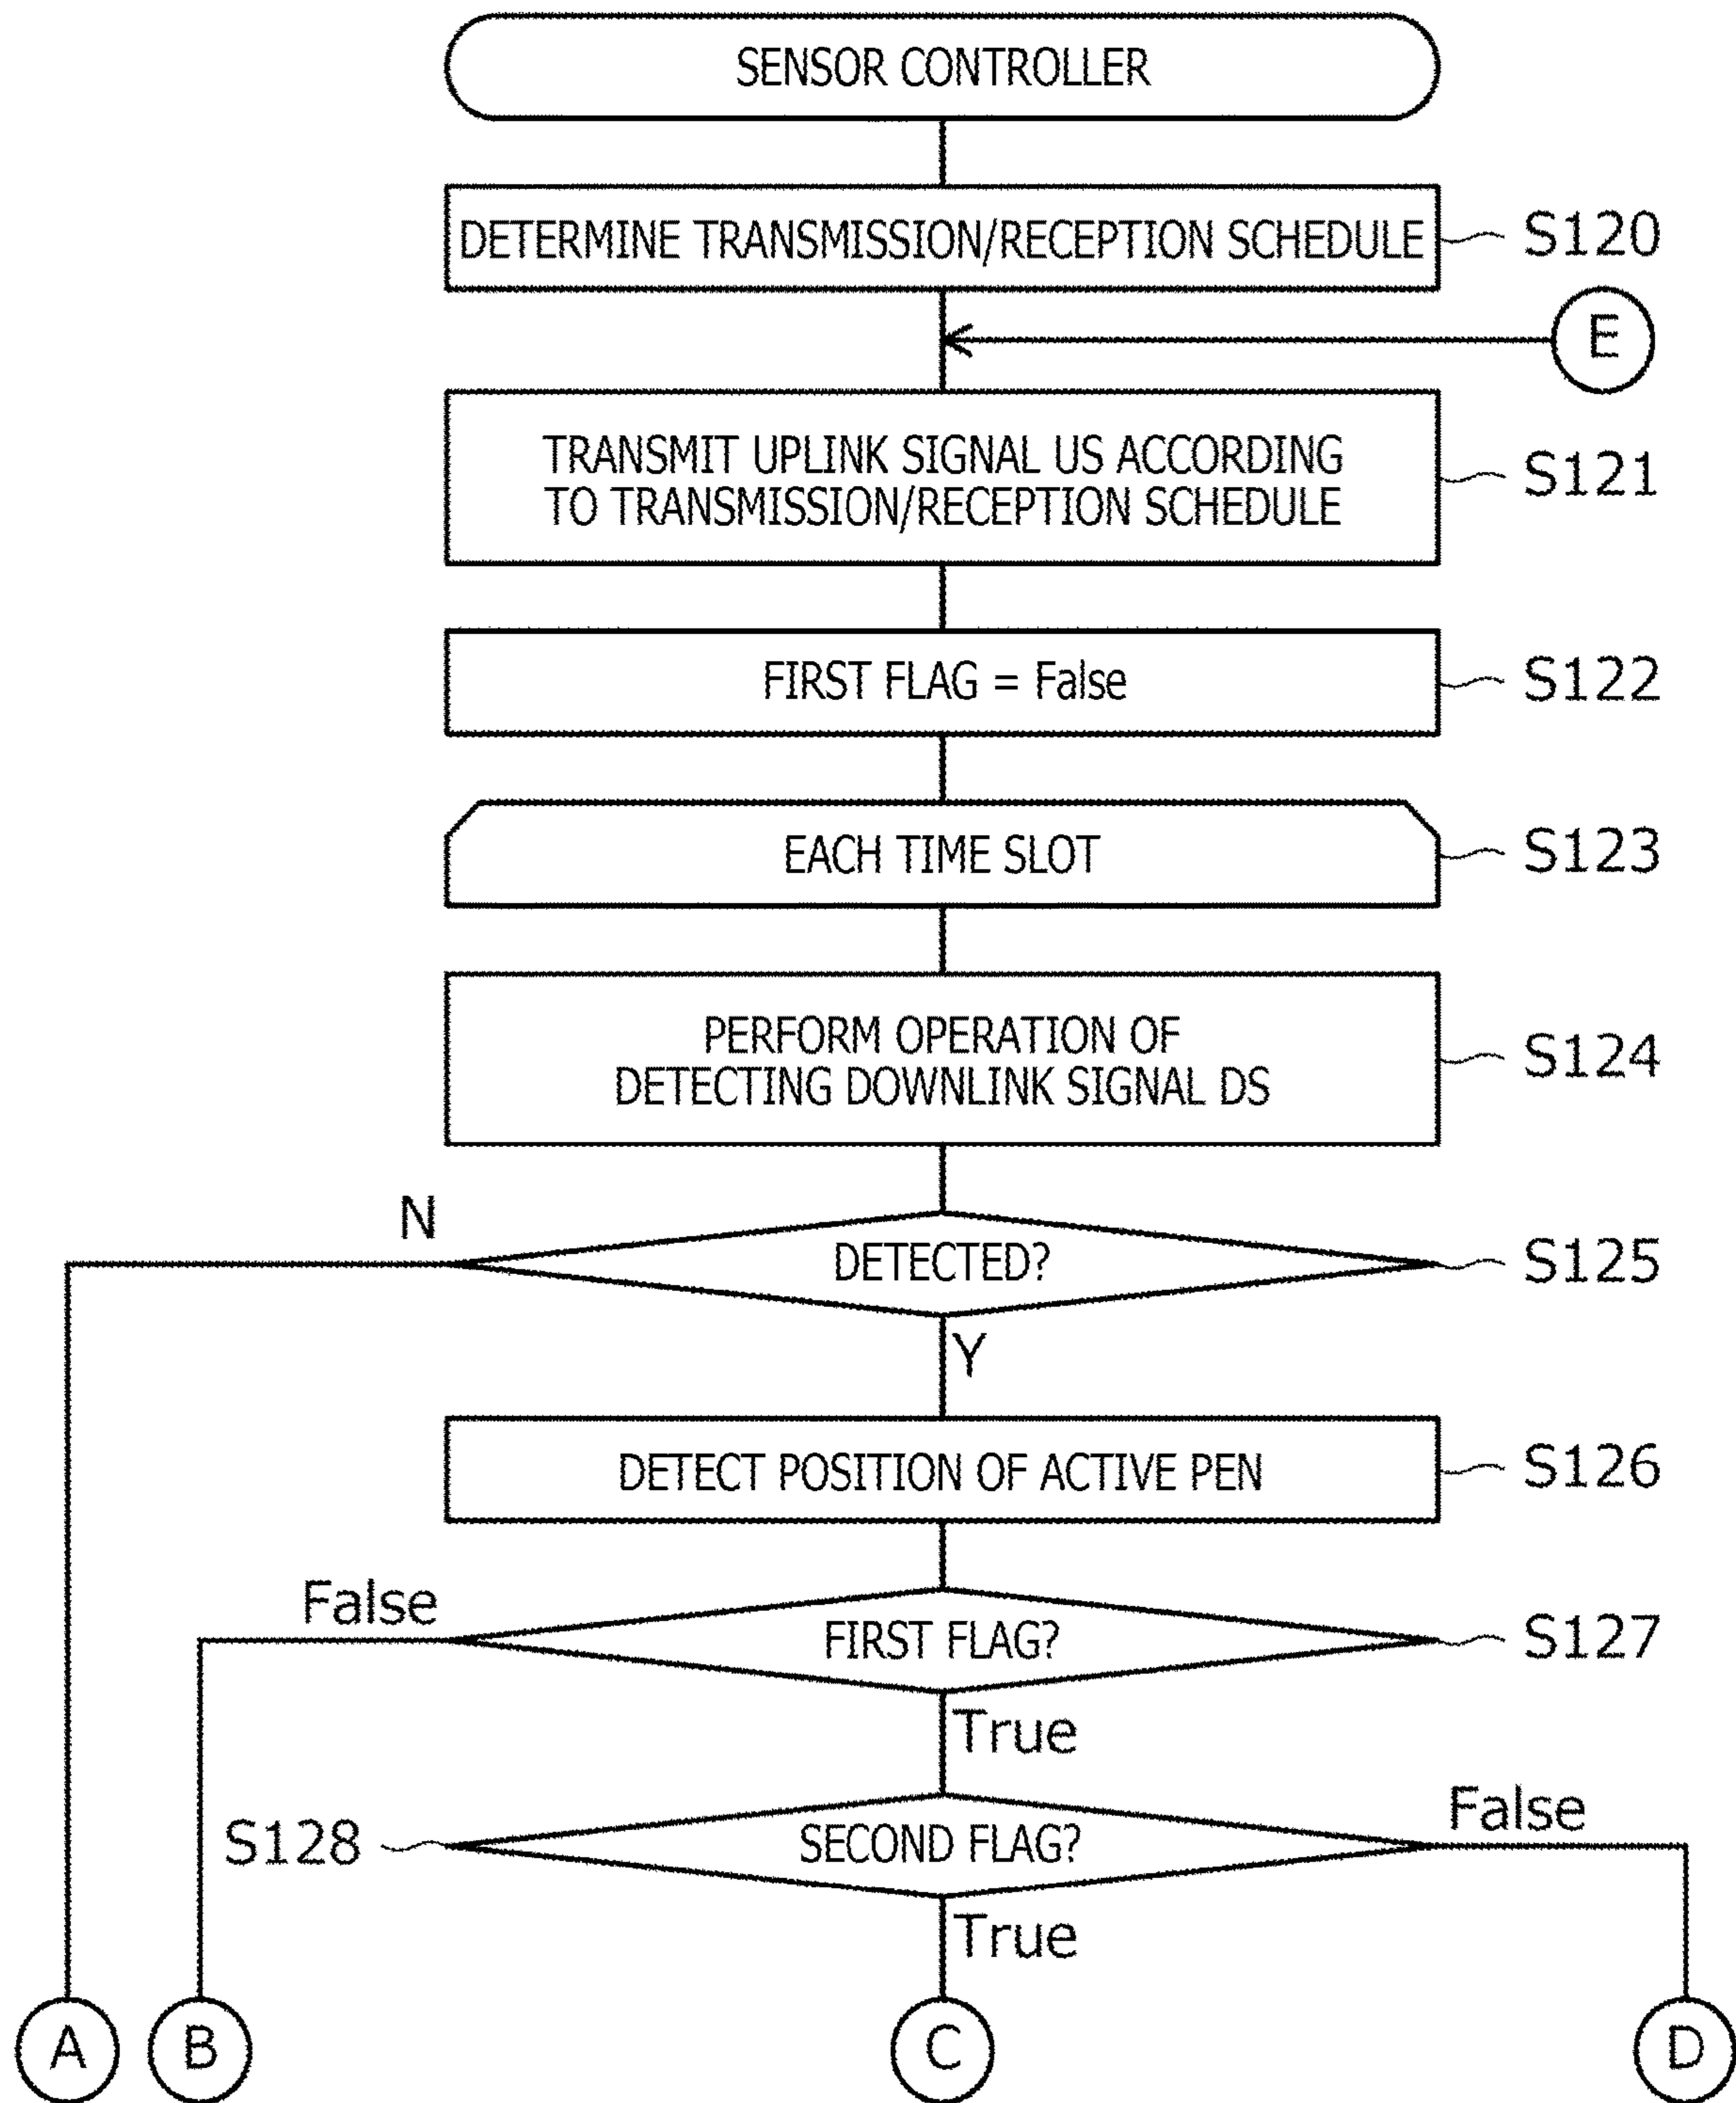 SENSOR CONTROLLER
DETERMINE TRANSMISSION/RECEPTION SCHEDULE
S120
E
TRANSMIT UPLINK SIGNAL US ACCORDING
TO TRANSMISSION/RECEPTION SCHEDULE
S121
FIRST FLAG = False
S122
EACH TIME SLOT
S123
PERFORM OPERATION OF
DETECTING DOWNLINK SIGNAL DS
S124
N
DETECTED?
S125
Y
DETECT POSITION OF ACTIVE PEN
S126
False
FIRST FLAG?
S127
True
S128
SECOND FLAG?
False
True
A
B
C
D